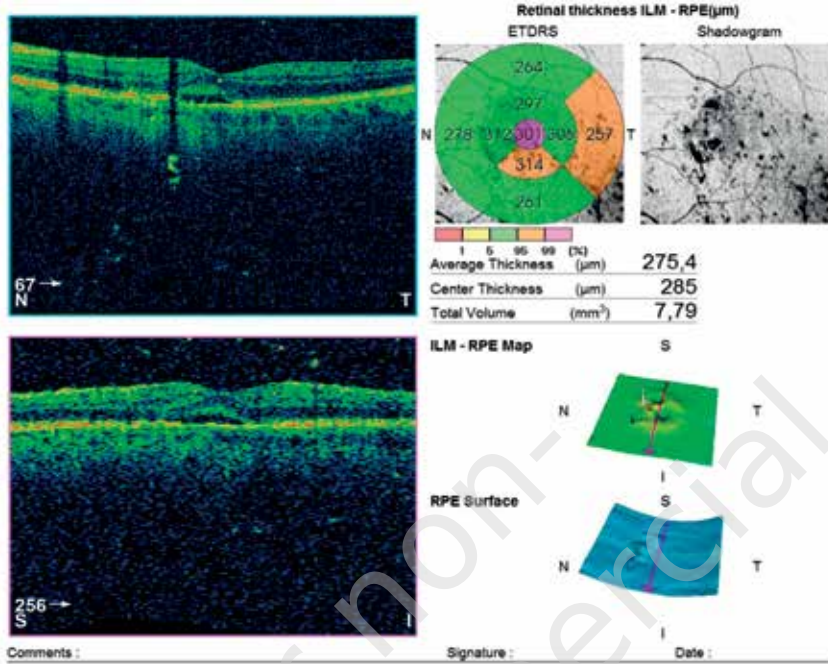 67
N T
256
S I
Retinal thickness ILM - RPE(µm)
ETDRS Shadowgram
264
297
N 278 312 301 306 257 T
314
261
1 5 95 99 (%)
Average Thickness (µm) 275,4
Center Thickness (µm) 285
Total Volume (mm³) 7,79
ILM - RPE Map S
N T
I
RPE Surface S
N T
I
Comments : Signature : Date :
non-
ercial